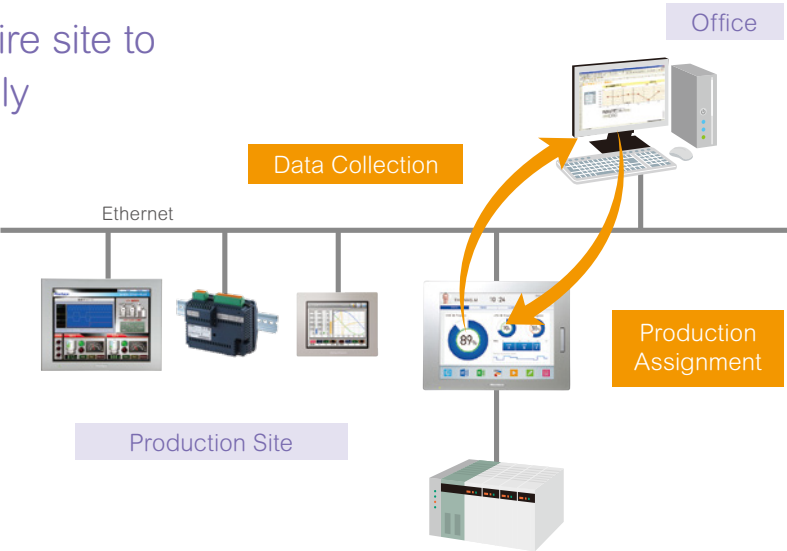 ire site to
ly
Office
Data Collection
Ethernet
89%
Production
Assignment
Production Site